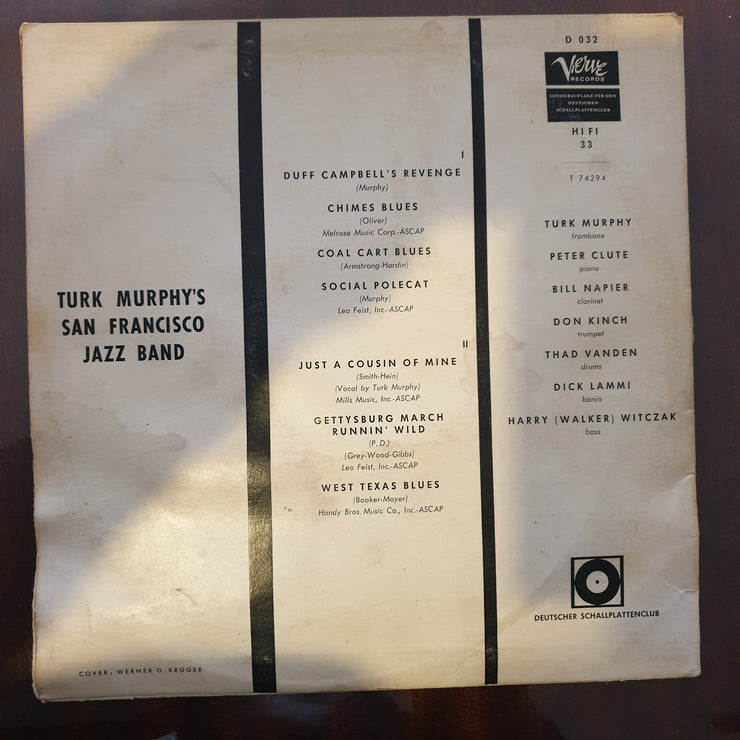 TURK MURPHY'S
SAN FRANCISCO
JAZZ BAND
COVER: WERNER G. KRÜGER
I
DUFF CAMPBELL'S REVENGE
(Murphy)
CHIMES BLUES
(Oliver)
Melrose Music Corp.-ASCAP
COAL CART BLUES
(Armstrong-Hardin)
SOCIAL POLECAT
(Murphy)
Leo Feist, Inc.-ASCAP
II
JUST A COUSIN OF MINE
(Smith-Hein)
(Vocal by Turk Murphy)
Mills Music, Inc.-ASCAP
GETTYSBURG MARCH
RUNNIN' WILD
(P. D.)
(Grey-Wood-Gibbs)
Leo Feist, Inc.-ASCAP
WEST TEXAS BLUES
(Booker-Mayer)
Handy Bros. Music Co., Inc.-ASCAP
D 032
Verve
RECORDS
SONDERAUFLAGE FÜR DEN
DEUTSCHEN
SCHALLPLATTENCLUB
HI FI
33
T 74294
TURK MURPHY
trombone
PETER CLUTE
piano
BILL NAPIER
clarinet
DON KINCH
trumpet
THAD VANDEN
drums
DICK LAMMI
banjo
HARRY (WALKER) WITCZAK
bass
DEUTSCHER SCHALLPLATTENCLUB